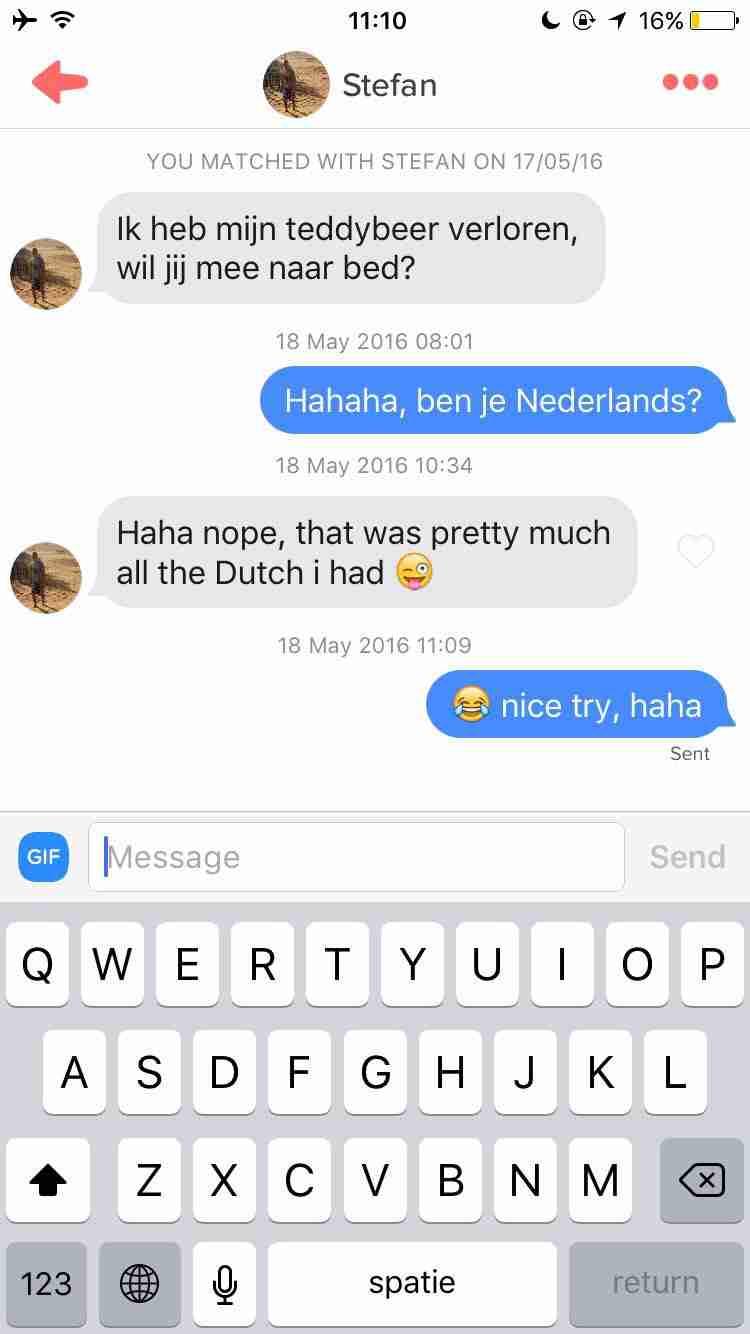 11:10
16%
Stefan
YOU MATCHED WITH STEFAN ON 17/05/16
Ik heb mijn teddybeer verloren,
wil jij mee naar bed?
18 May 2016 08:01
Hahaha, ben je Nederlands?
18 May 2016 10:34
Haha nope, that was pretty much
all the Dutch i had 😜
18 May 2016 11:09
😂 nice try, haha
Sent
GIF Message Send
Q W E R T Y U I O P
A S D F G H J K L
Z X C V B N M
123 spatie return